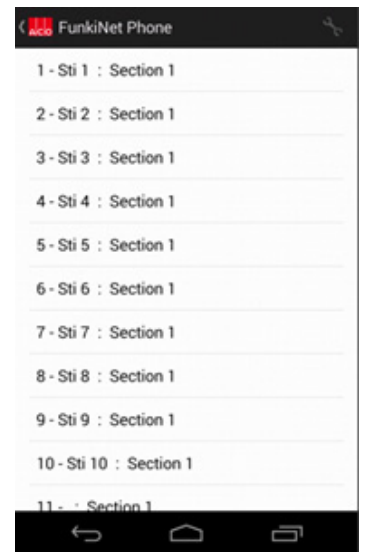 ACO FunkiNet Phone
1 - Sti 1 : Section 1
2 - Sti 2 : Section 1
3 - Sti 3 : Section 1
4 - Sti 4 : Section 1
5 - Sti 5 : Section 1
6 - Sti 6 : Section 1
7 - Sti 7 : Section 1
8 - Sti 8 : Section 1
9 - Sti 9 : Section 1
10 - Sti 10 : Section 1
11 - : Section 1